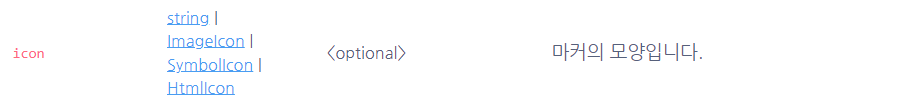 string |
ImageIcon |
icon <optional> 마커의 모양입니다.
SymbolIcon |
HtmlIcon